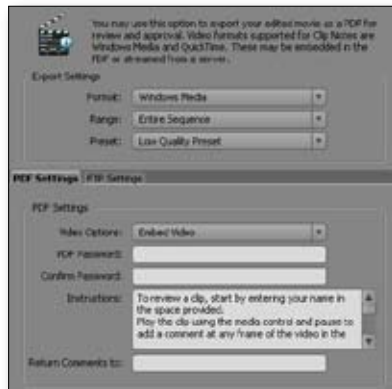 You may use this option to export your edited movie as a PDF for
review and approval. Video formats supported for Clip Notes are
Windows Media and QuickTime. These may be embedded in the
PDF or streamed from a server.
Export Settings
Format: Windows Media
Range: Entire Sequence
Preset: Low Quality Preset
PDF Settings FTP Settings
PDF Settings
Video Options: Embed Video
PDF Password:
Confirm Password:
Instructions: To review a clip, start by entering your name in
the space provided.
Play the clip using the media control and pause to
add a comment at any frame of the video in the
Return Comments to: